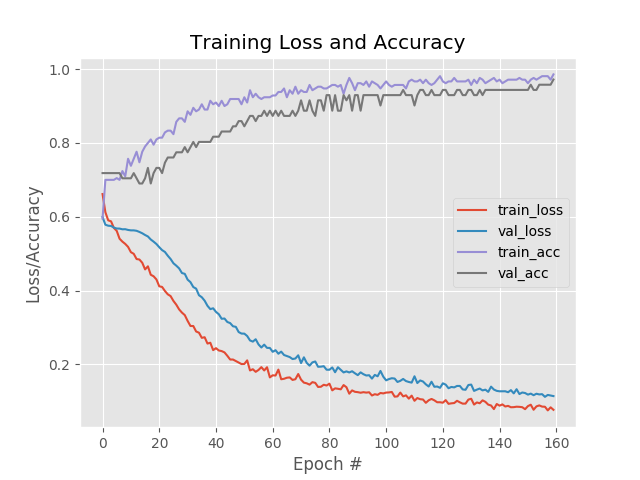 Training Loss and Accuracy
1.0
0.8
0.6
0.4
0.2
Loss/Accuracy
train_loss
val_loss
train_acc
val_acc
0 20 40 60 80 100 120 140 160
Epoch #